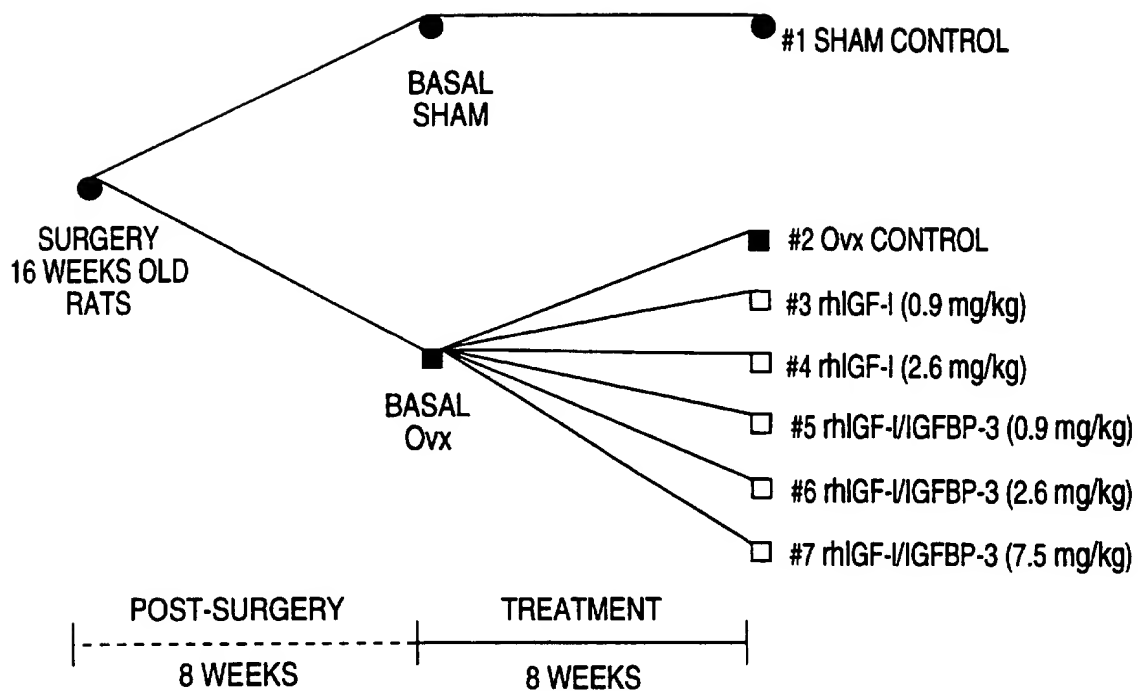 #1 SHAM CONTROL
BASAL
SHAM
SURGERY
16 WEEKS OLD
RATS
#2 Ovx CONTROL
#3 rhIGF-I (0.9 mg/kg)
#4 rhIGF-I (2.6 mg/kg)
BASAL
Ovx
#5 rhIGF-I/IGFBP-3 (0.9 mg/kg)
#6 rhIGF-I/IGFBP-3 (2.6 mg/kg)
#7 rhIGF-I/IGFBP-3 (7.5 mg/kg)
POST-SURGERY
TREATMENT
8 WEEKS
8 WEEKS